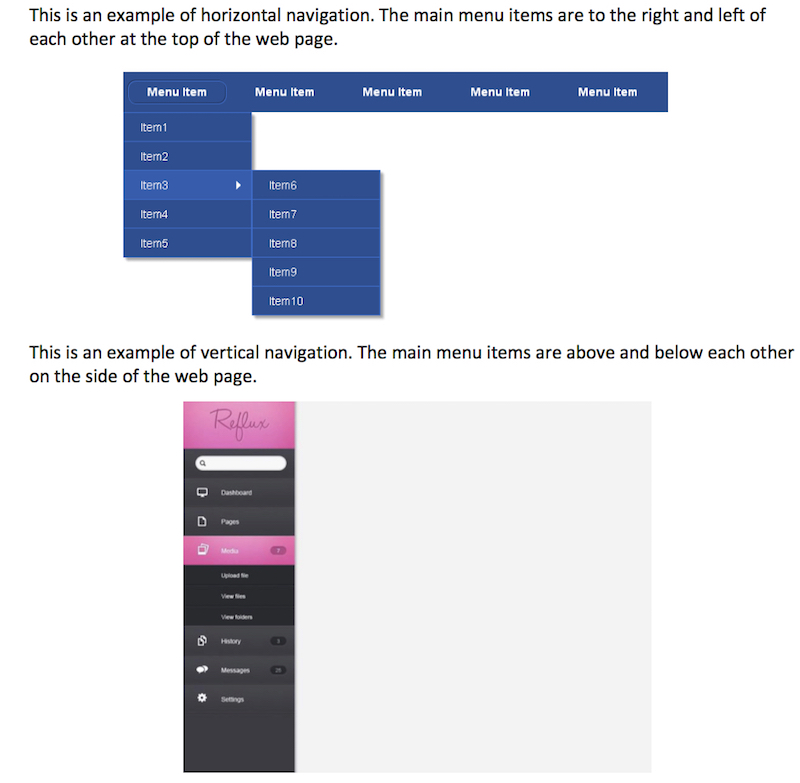 This is an example of horizontal navigation. The main menu items are to the right and left of
each other at the top of the web page.
Menu Item Menu Item Menu Item Menu Item Menu Item
Item1
Item2
Item3 Item6
Item4 Item7
Item5 Item8
Item9
Item10
This is an example of vertical navigation. The main menu items are above and below each other
on the side of the web page.
Reflux
Dashboard
Pages
Media 7
Upload file
View files
View folders
History
Messages
Settings